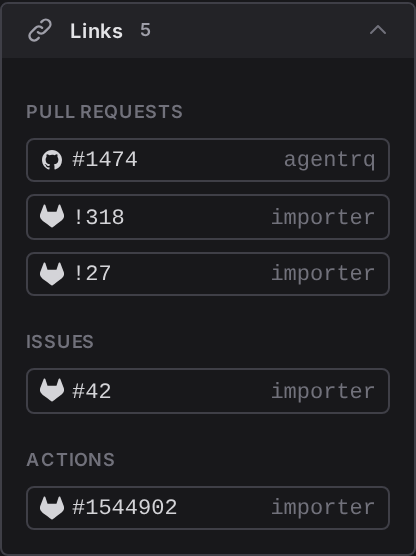 Links 5
PULL REQUESTS
#1474 agentrq
!318 importer
!27 importer
ISSUES
#42 importer
ACTIONS
#1544902 importer